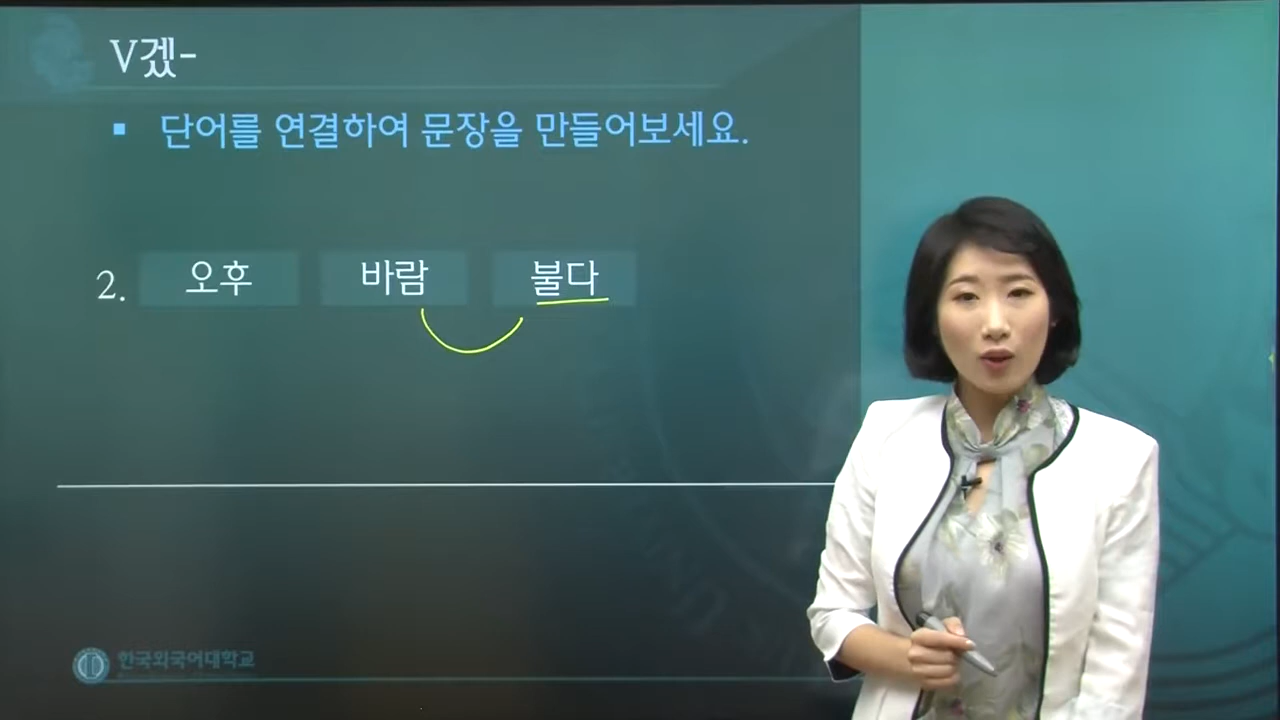 V겠-
▪ 단어를 연결하여 문장을 만들어보세요.
2. 오후 바람 불다
한국외국어대학교